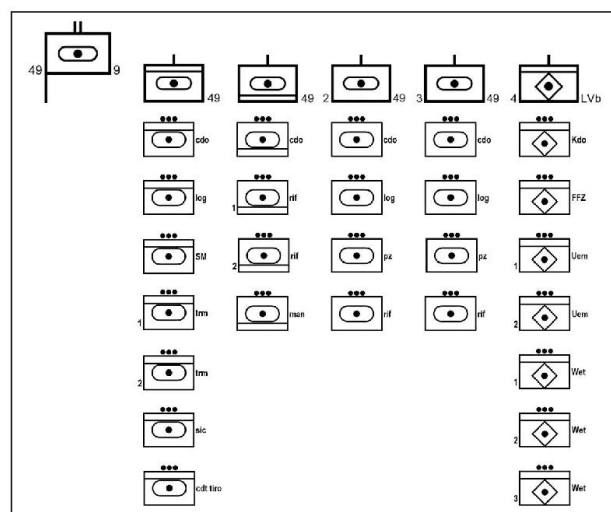 49 9
49 49 2 49 3 49 4 LVb
cdo cdo cdo cdo Kdo
log 1 rif log log FFZ
SM 2 rif pz pz 1 Uem
1 trm man rif rif 2 Uem
2 trm 1 Wet
sic 2 Wet
cdt tiro 3 Wet